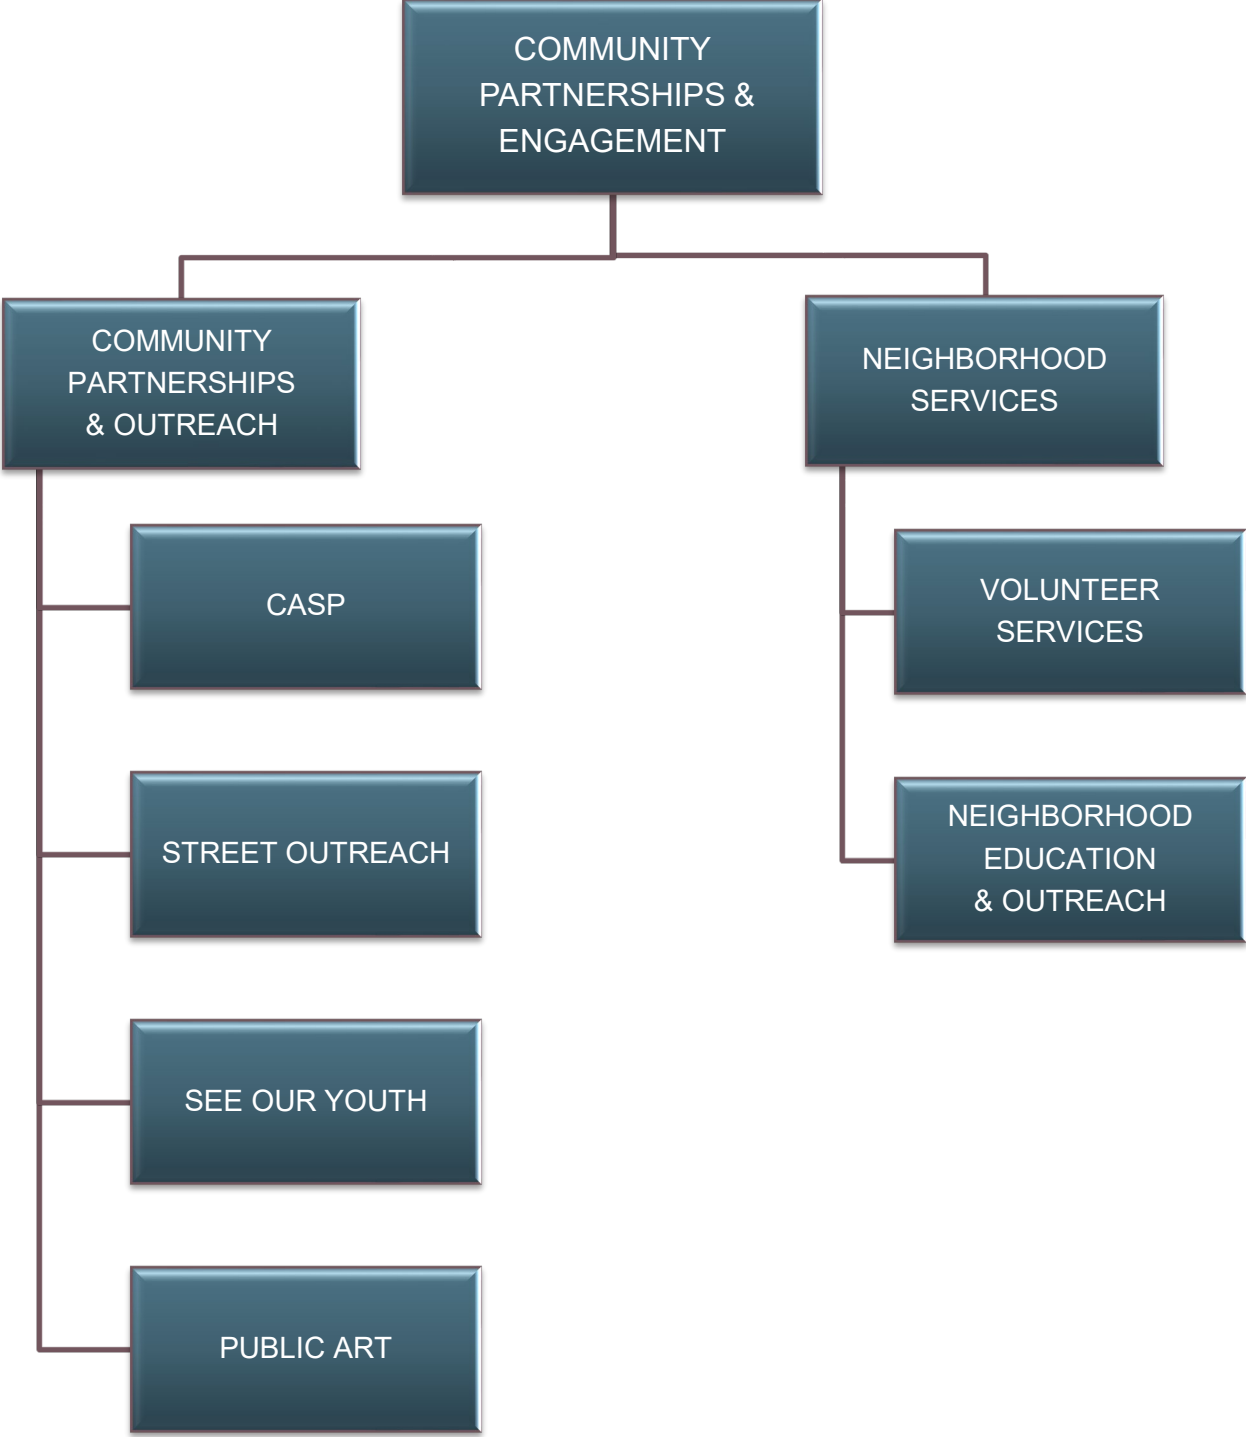 COMMUNITY
PARTNERSHIPS &
ENGAGEMENT
COMMUNITY
PARTNERSHIPS
& OUTREACH
CASP
STREET OUTREACH
SEE OUR YOUTH
PUBLIC ART
NEIGHBORHOOD
SERVICES
VOLUNTEER
SERVICES
NEIGHBORHOOD
EDUCATION
& OUTREACH